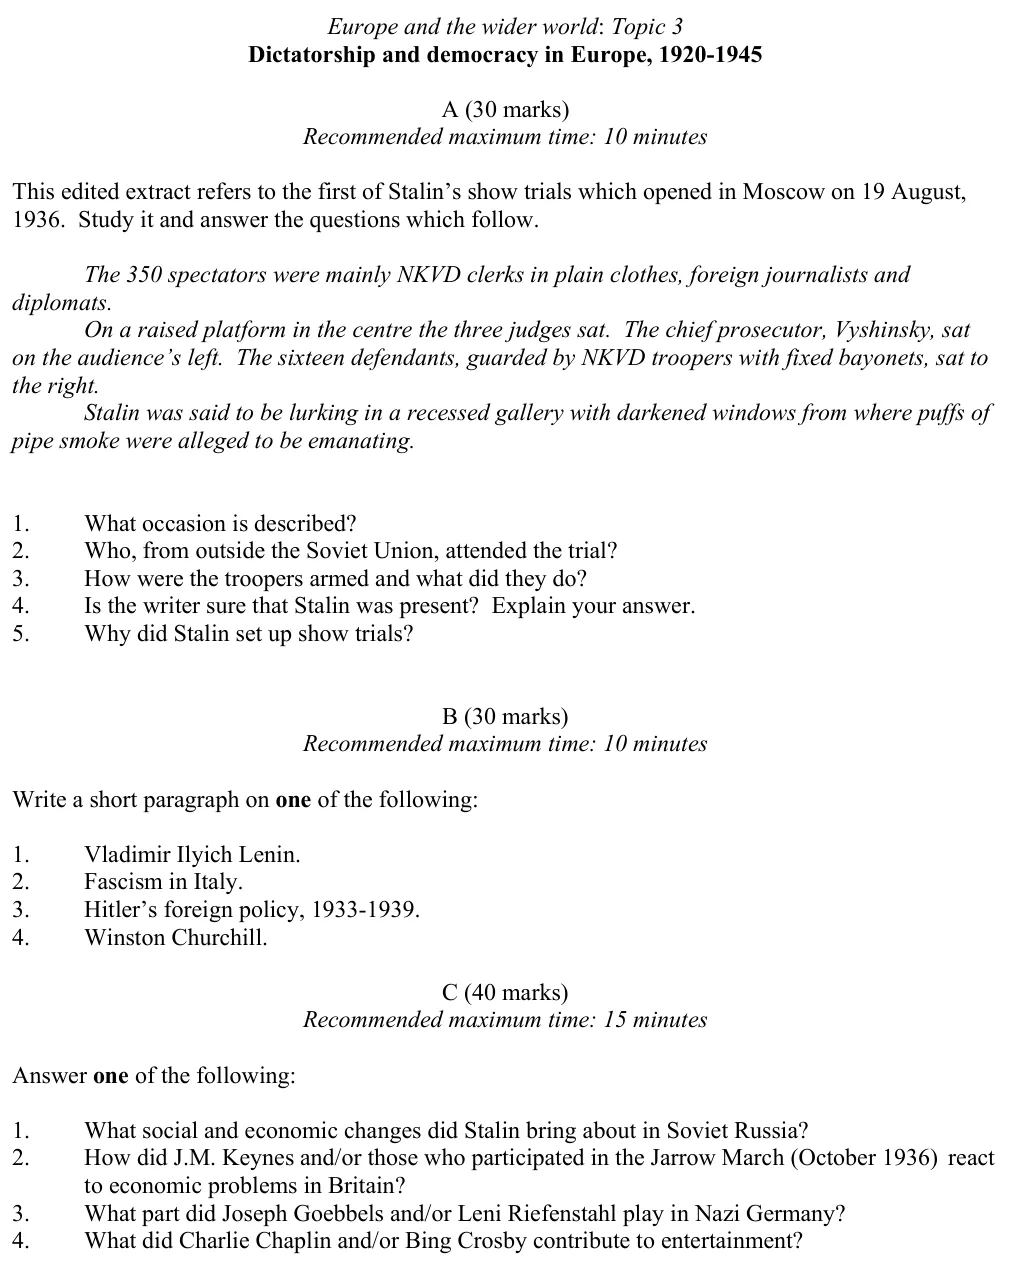 Europe and the wider world: Topic 3
Dictatorship and democracy in Europe, 1920-1945
A (30 marks)
Recommended maximum time: 10 minutes
This edited extract refers to the first of Stalin’s show trials which opened in Moscow on 19 August,
1936. Study it and answer the questions which follow.
The 350 spectators were mainly NKVD clerks in plain clothes, foreign journalists and
diplomats.
On a raised platform in the centre the three judges sat. The chief prosecutor, Vyshinsky, sat
on the audience’s left. The sixteen defendants, guarded by NKVD troopers with fixed bayonets, sat to
the right.
Stalin was said to be lurking in a recessed gallery with darkened windows from where puffs of
pipe smoke were alleged to be emanating.
1. What occasion is described?
2. Who, from outside the Soviet Union, attended the trial?
3. How were the troopers armed and what did they do?
4. Is the writer sure that Stalin was present? Explain your answer.
5. Why did Stalin set up show trials?
B (30 marks)
Recommended maximum time: 10 minutes
Write a short paragraph on one of the following:
1. Vladimir Ilyich Lenin.
2. Fascism in Italy.
3. Hitler’s foreign policy, 1933-1939.
4. Winston Churchill.
C (40 marks)
Recommended maximum time: 15 minutes
Answer one of the following:
1. What social and economic changes did Stalin bring about in Soviet Russia?
2. How did J.M. Keynes and/or those who participated in the Jarrow March (October 1936) react
to economic problems in Britain?
3. What part did Joseph Goebbels and/or Leni Riefenstahl play in Nazi Germany?
4. What did Charlie Chaplin and/or Bing Crosby contribute to entertainment?